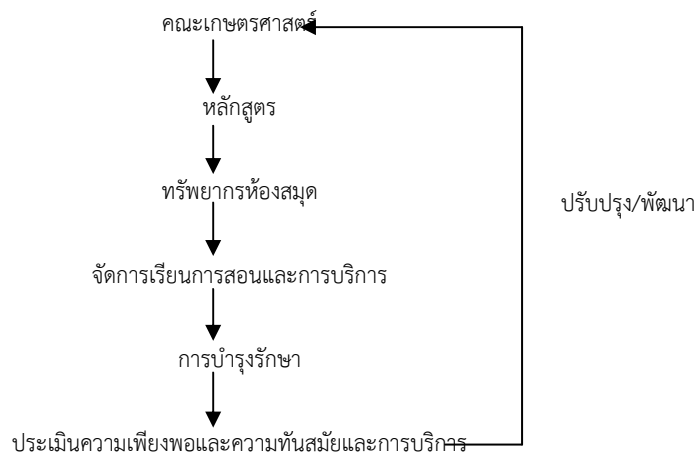 คณะเกษตรศาสตร์
หลักสูตร
ทรัพยากรห้องสมุด
ปรับปรุง/พัฒนา
จัดการเรียนการสอนและการบริการ
การบำรุงรักษา
ประเมินความเพียงพอและความทันสมัยและการบริการ